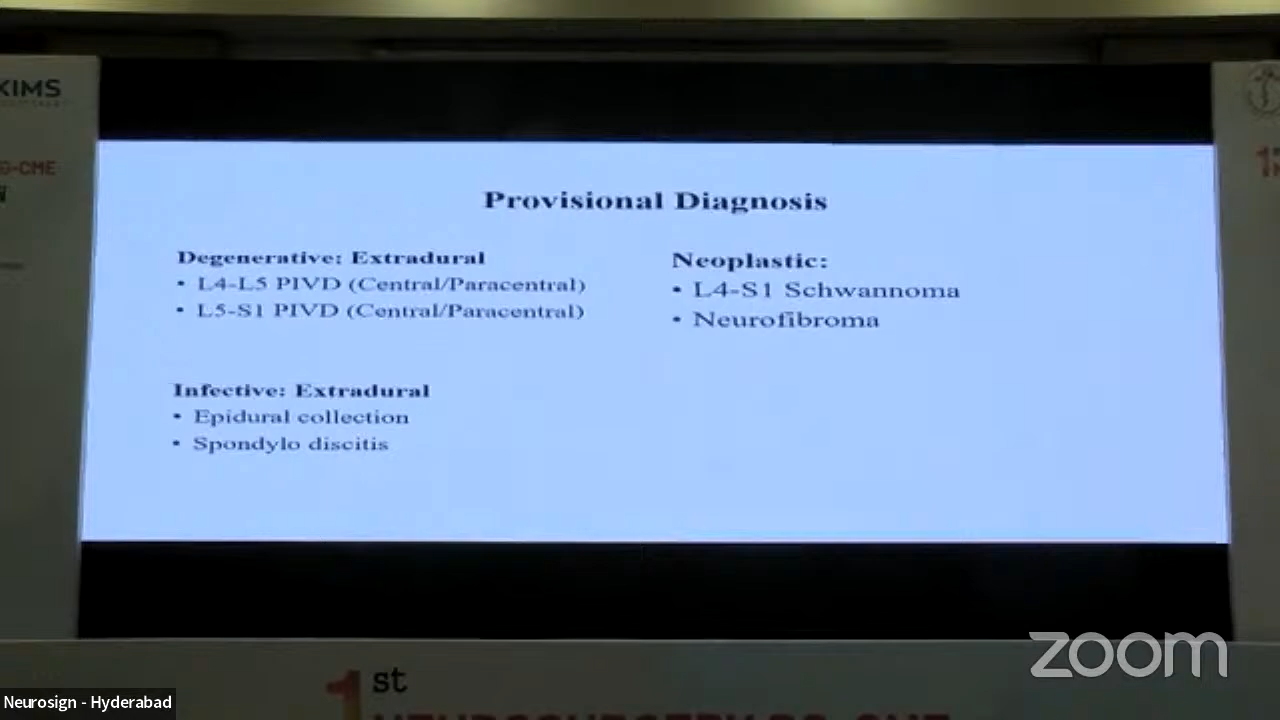 KIMS
G-CME
Provisional Diagnosis
Degenerative: Extradural
• L4-L5 PIVD (Central/Paracentral)
• L5-S1 PIVD (Central/Paracentral)
Neoplastic:
• L4-S1 Schwannoma
• Neurofibroma
Infective: Extradural
• Epidural collection
• Spondylo discitis
zoom
1st
Neurosign - Hyderabad